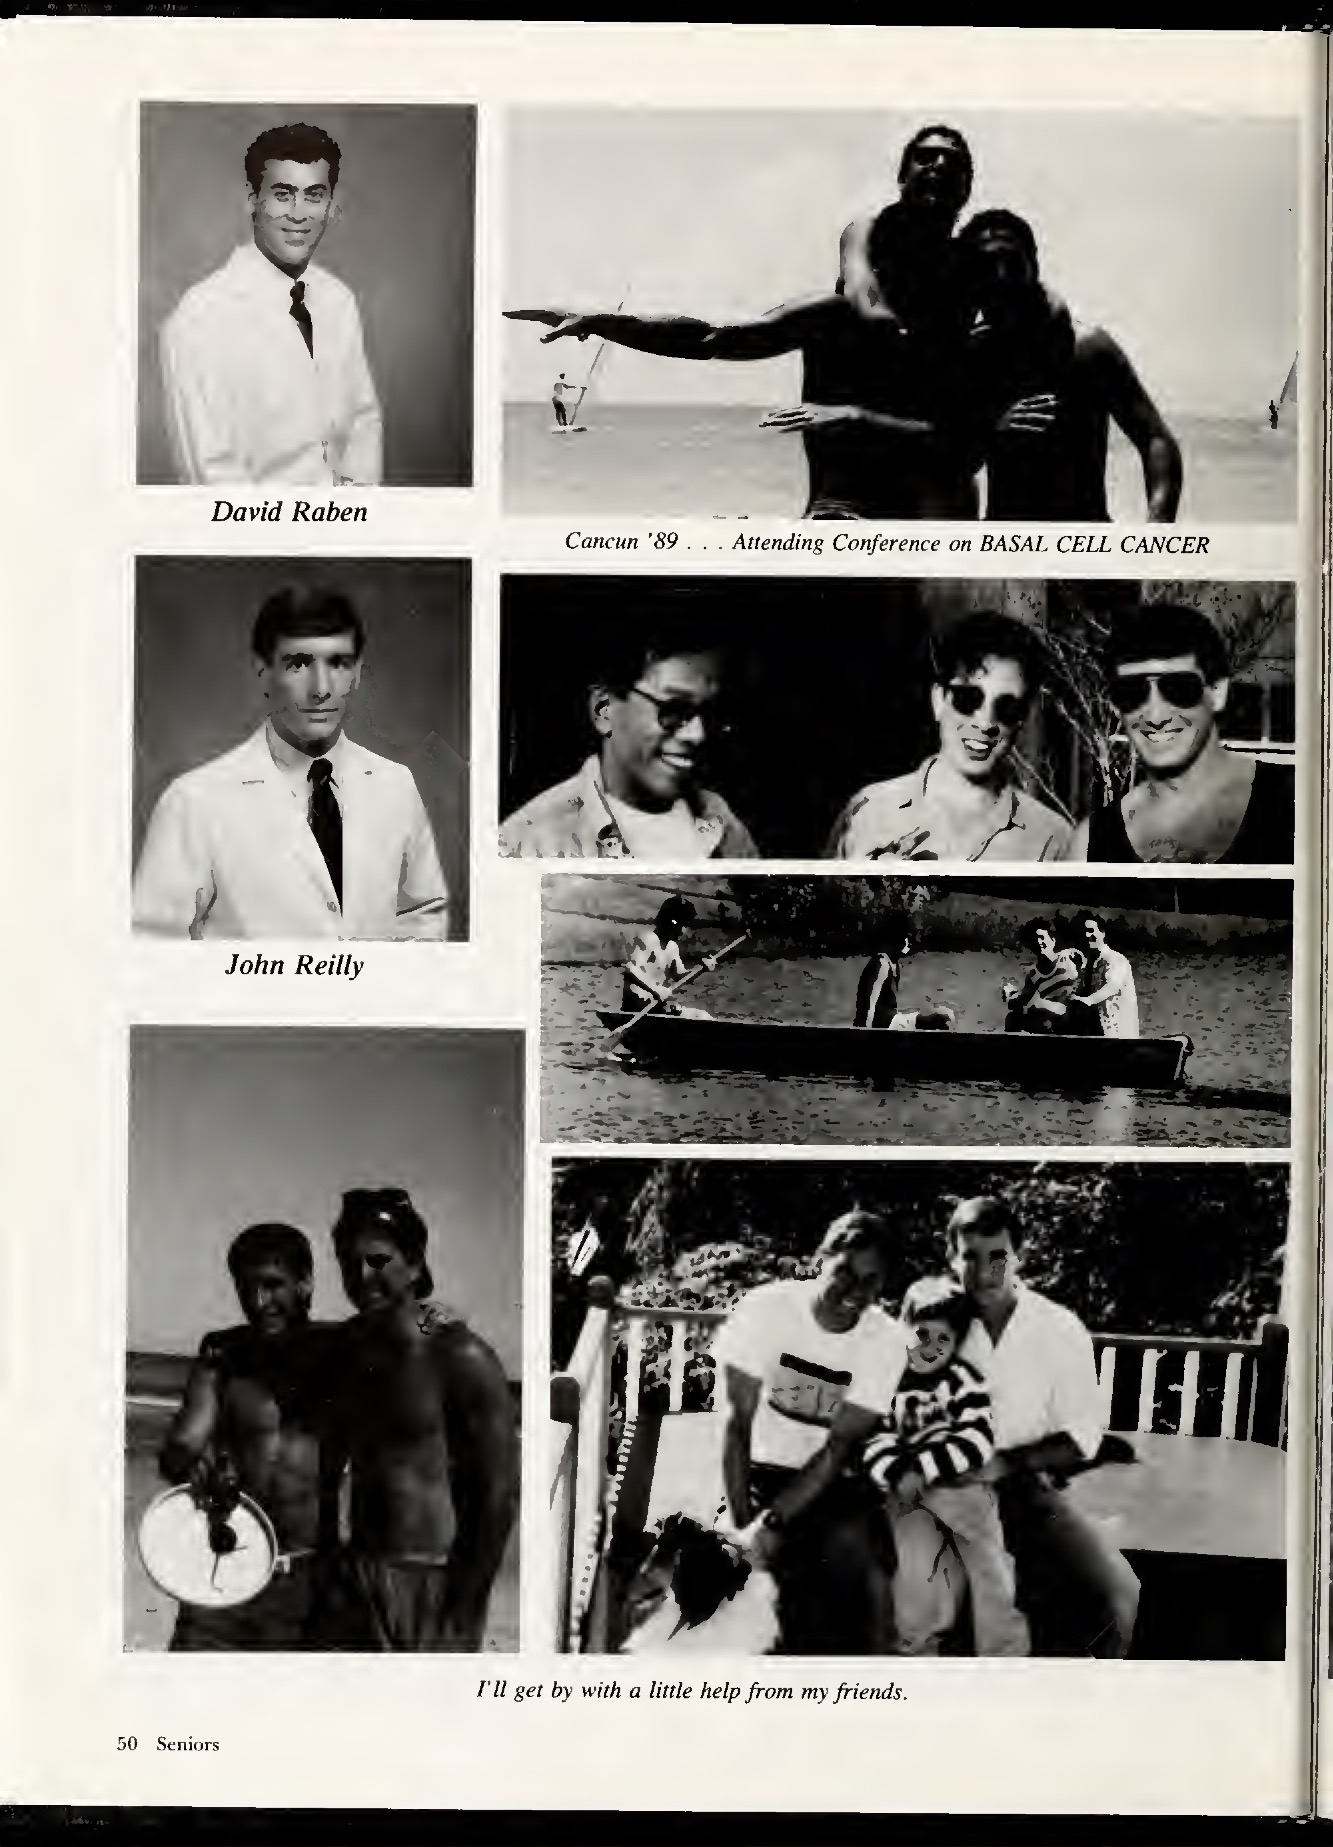 David Raben
Cancun '89 . . . Attending Conference on BASAL CELL CANCER
John Reilly
I'll get by with a little help from my friends.
50 Seniors